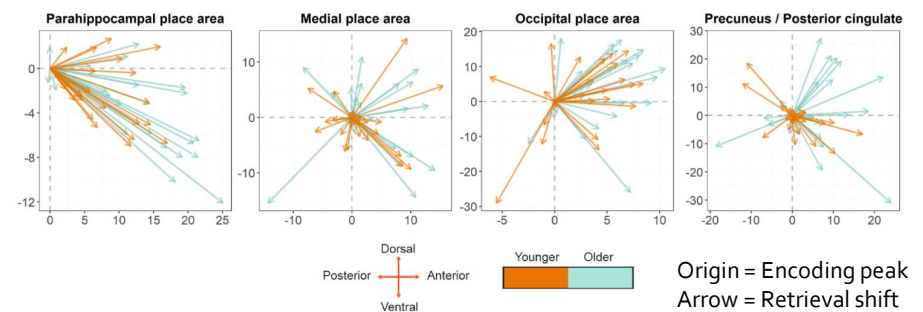 Parahippocampal place area
Medial place area
Occipital place area
Precuneus / Posterior cingulate
0
-4
-8
-12
0 5 10 15 20 25
10
0
-10
-10 0 10
20
10
0
-10
-20
-30
-5 0 5 10
30
20
10
0
-10
-20
-30
-20 -10 0 10 20
Dorsal
Posterior Anterior
Ventral
Younger Older
Origin = Encoding peak
Arrow = Retrieval shift